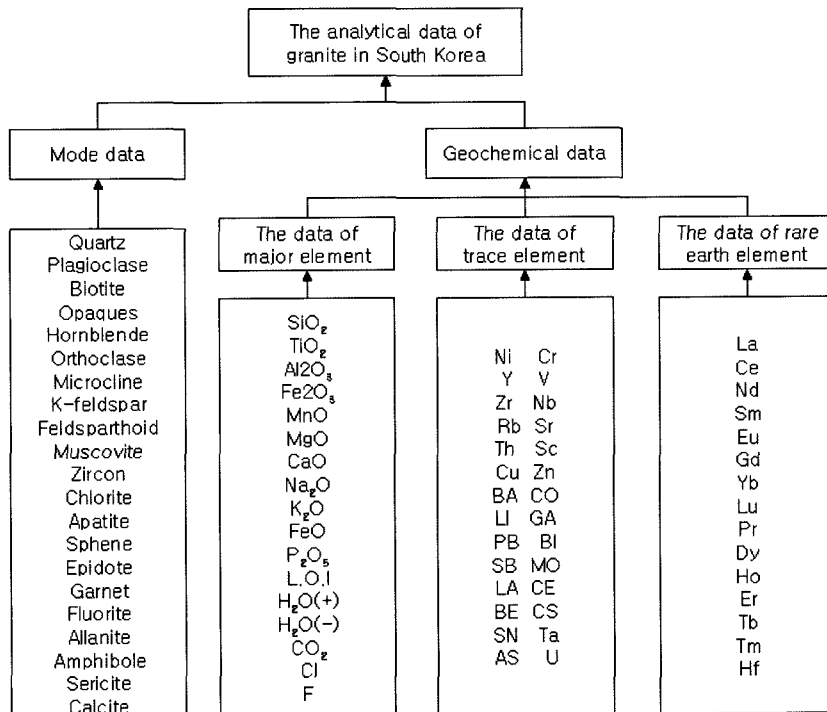 The analytical data of
granite in South Korea
Mode data
Geochemical data
Quartz
Plagioclase
Biotite
Opaques
Hornblende
Orthoclase
Microcline
K-feldspar
Feldsparthoid
Muscovite
Zircon
Chlorite
Apatite
Sphene
Epidote
Garnet
Fluorite
Allanite
Amphibole
Sericite
Calcite
The data of
major element
SiO₂
TiO₂
Al2O₃
Fe2O₃
MnO
MgO
CaO
Na₂O
K₂O
FeO
P₂O₅
L.O.I
H₂O(+)
H₂O(-)
CO₂
Cl
F
The data of
trace element
Ni Cr
Y V
Zr Nb
Rb Sr
Th Sc
Cu Zn
BA CO
LI GA
PB BI
SB MO
LA CE
BE CS
SN Ta
AS U
The data of rare
earth element
La
Ce
Nd
Sm
Eu
Gd
Yb
Lu
Pr
Dy
Ho
Er
Tb
Tm
Hf